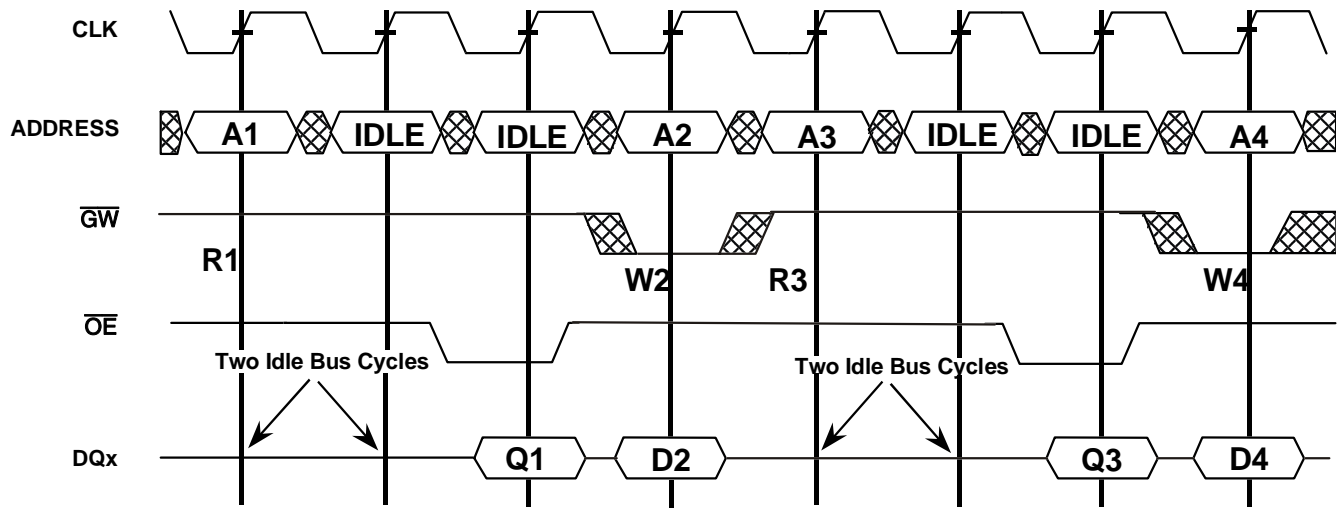 CLK
ADDRESS A1 IDLE IDLE A2 A3 IDLE IDLE A4
GW
R1 W2 R3 W4
OE
Two Idle Bus Cycles Two Idle Bus Cycles
DQx Q1 D2 Q3 D4